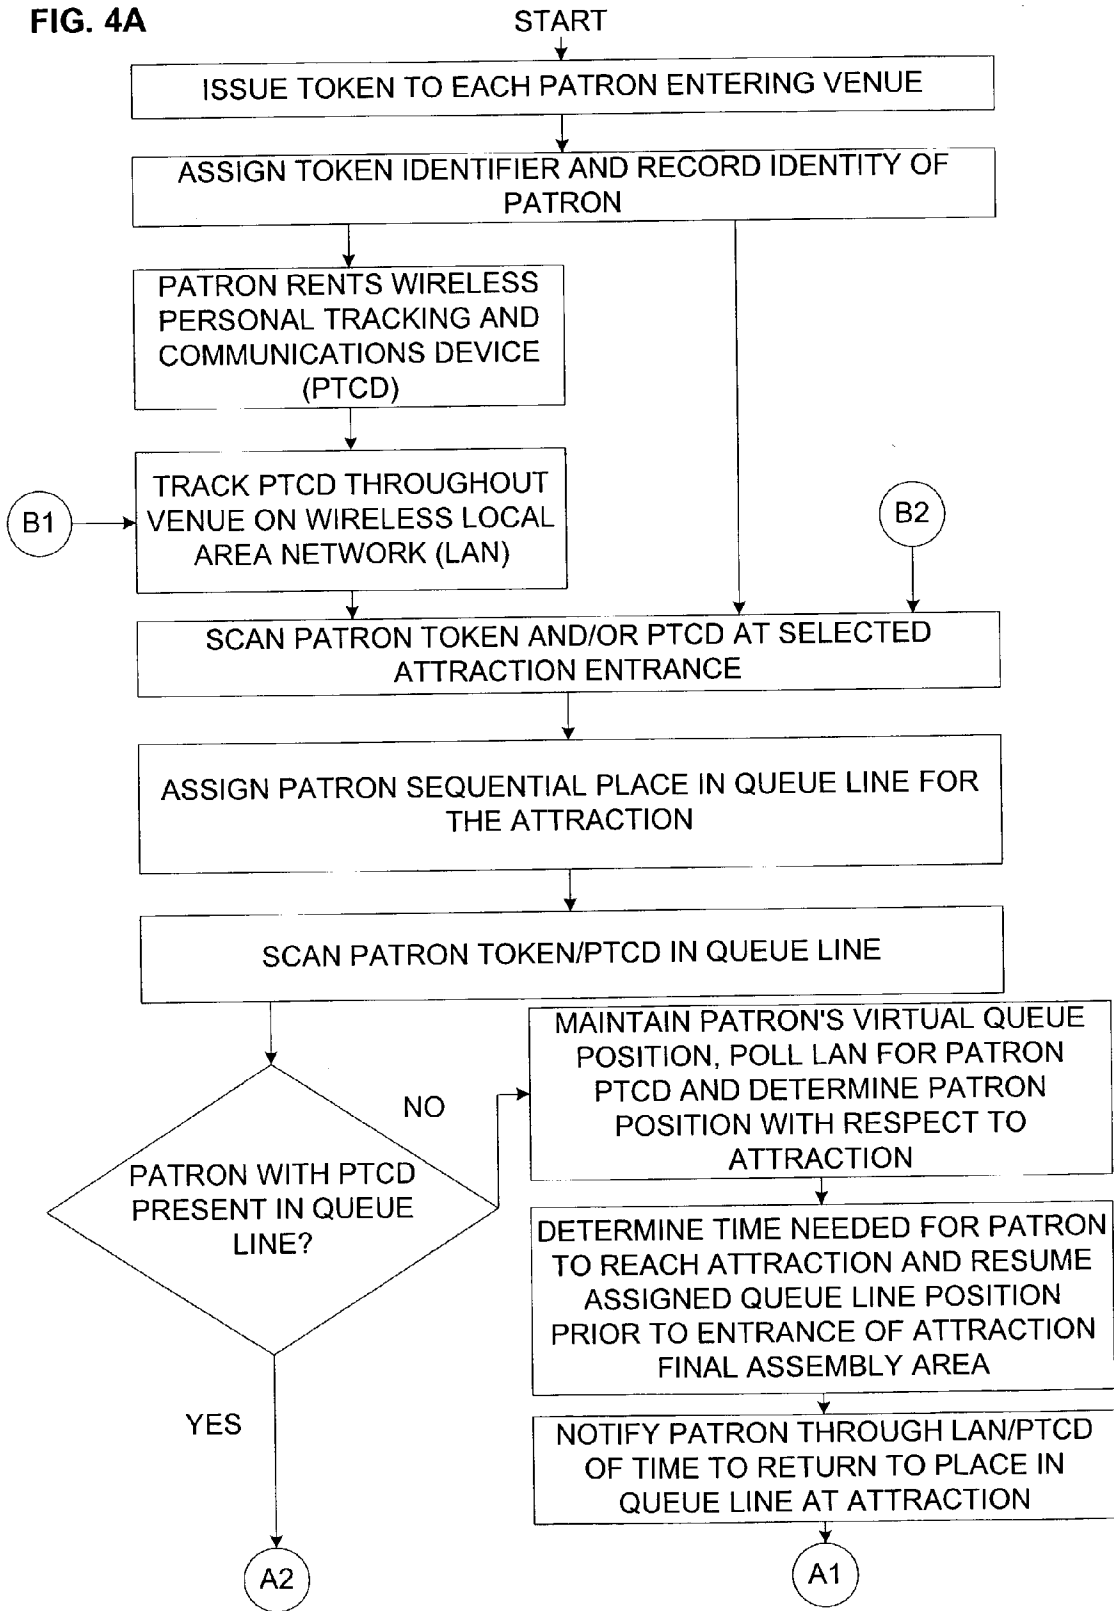 FIG. 4A
START
ISSUE TOKEN TO EACH PATRON ENTERING VENUE
ASSIGN TOKEN IDENTIFIER AND RECORD IDENTITY OF
PATRON
PATRON RENTS WIRELESS
PERSONAL TRACKING AND
COMMUNICATIONS DEVICE
(PTCD)
TRACK PTCD THROUGHOUT
VENUE ON WIRELESS LOCAL
AREA NETWORK (LAN)
B1
B2
SCAN PATRON TOKEN AND/OR PTCD AT SELECTED
ATTRACTION ENTRANCE
ASSIGN PATRON SEQUENTIAL PLACE IN QUEUE LINE FOR
THE ATTRACTION
SCAN PATRON TOKEN/PTCD IN QUEUE LINE
PATRON WITH PTCD
PRESENT IN QUEUE
LINE?
NO
MAINTAIN PATRON'S VIRTUAL QUEUE
POSITION, POLL LAN FOR PATRON
PTCD AND DETERMINE PATRON
POSITION WITH RESPECT TO
ATTRACTION
DETERMINE TIME NEEDED FOR PATRON
TO REACH ATTRACTION AND RESUME
ASSIGNED QUEUE LINE POSITION
PRIOR TO ENTRANCE OF ATTRACTION
FINAL ASSEMBLY AREA
NOTIFY PATRON THROUGH LAN/PTCD
OF TIME TO RETURN TO PLACE IN
QUEUE LINE AT ATTRACTION
YES
A2
A1